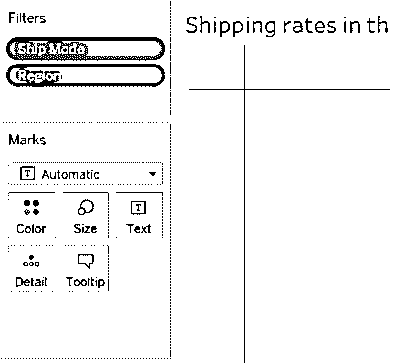 Filters
Ship Mode
Region
Marks
Automatic
Color Size Text
Detail Tooltip
Shipping rates in th